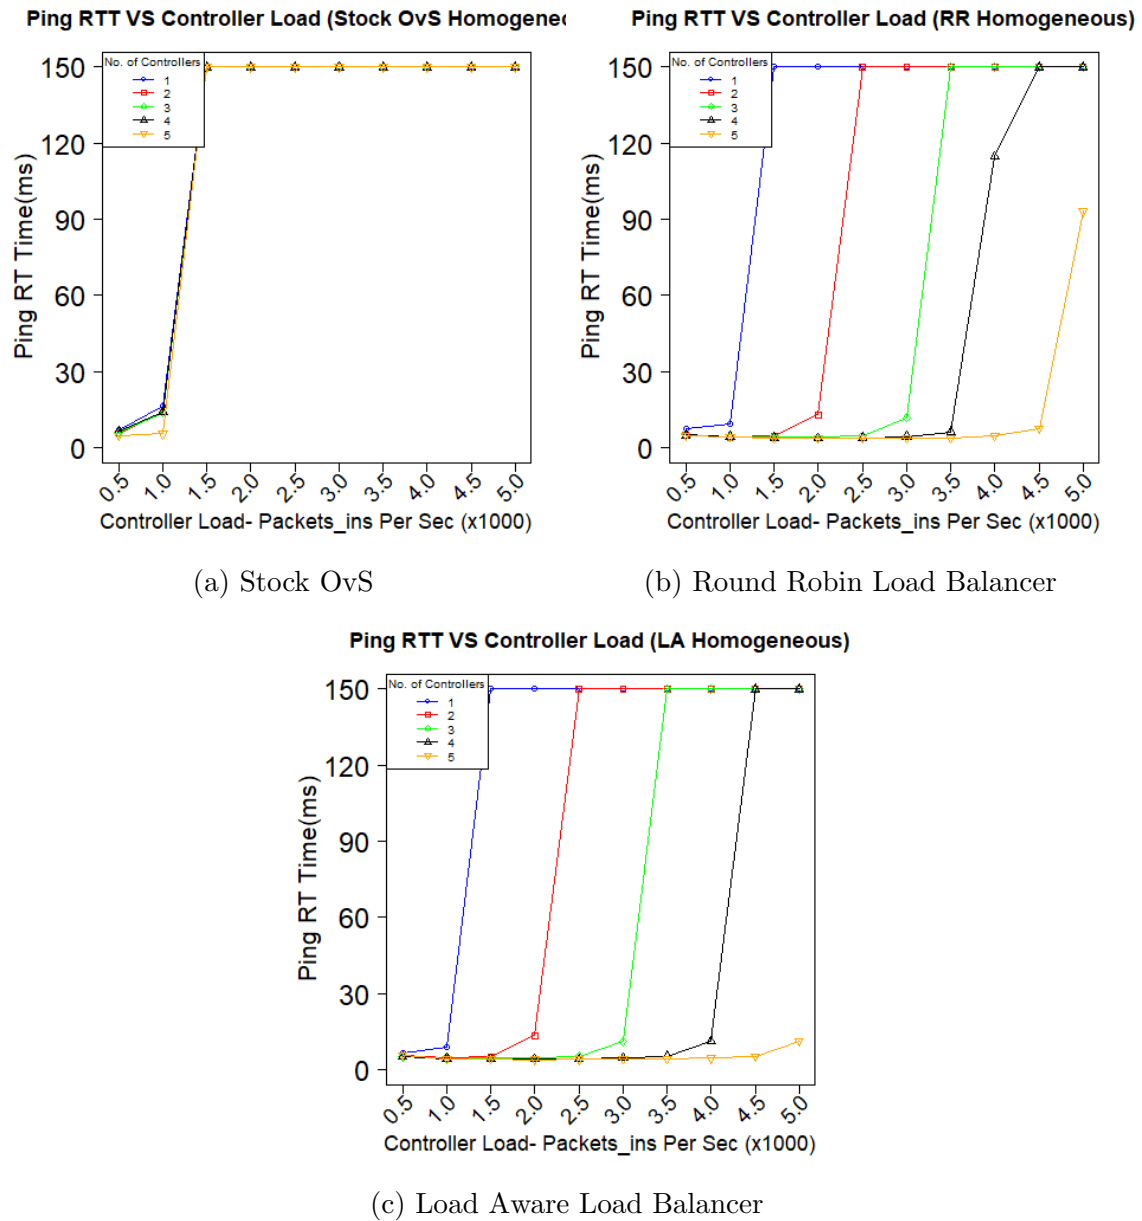 Ping RTT VS Controller Load (Stock OvS Homogene
No. of Controllers
1
2
3
4
5
150
120
90
60
30
0
Ping RT Time(ms)
0.5 1.0 1.5 2.0 2.5 3.0 3.5 4.0 4.5 5.0
Controller Load- Packets_ins Per Sec (x1000)
(a) Stock OvS
Ping RTT VS Controller Load (RR Homogeneous)
No. of Controllers
1
2
3
4
5
150
120
90
60
30
0
Ping RT Time(ms)
0.5 1.0 1.5 2.0 2.5 3.0 3.5 4.0 4.5 5.0
Controller Load- Packets_ins Per Sec (x1000)
(b) Round Robin Load Balancer
Ping RTT VS Controller Load (LA Homogeneous)
No. of Controllers
1
2
3
4
5
150
120
90
60
30
0
Ping RT Time(ms)
0.5 1.0 1.5 2.0 2.5 3.0 3.5 4.0 4.5 5.0
Controller Load- Packets_ins Per Sec (x1000)
(c) Load Aware Load Balancer